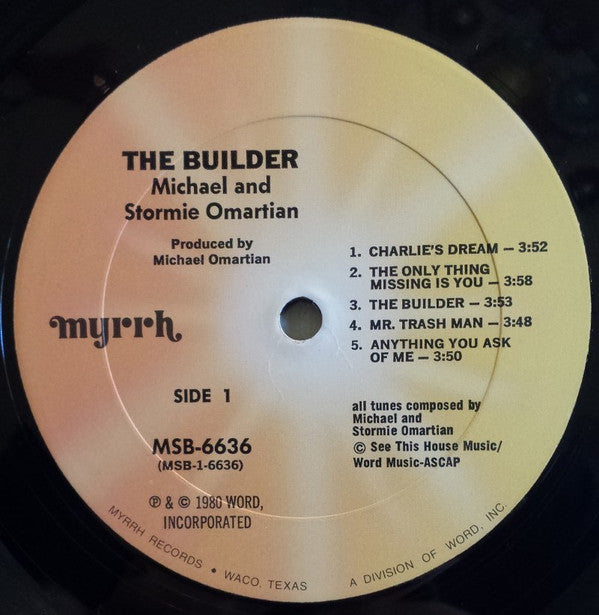 THE BUILDER
Michael and
Stormie Omartian
Produced by
Michael Omartian
myrrh.
SIDE 1
MSB-6636
(MSB-1-6636)
℗ & © 1980 WORD,
INCORPORATED
1. CHARLIE'S DREAM – 3:52
2. THE ONLY THING
MISSING IS YOU – 3:58
3. THE BUILDER – 3:53
4. MR. TRASH MAN – 3:48
5. ANYTHING YOU ASK
OF ME – 3:50
all tunes composed by
Michael and
Stormie Omartian
© See This House Music/
Word Music-ASCAP
MYRRH RECORDS • WACO, TEXAS A DIVISION OF WORD, INC.